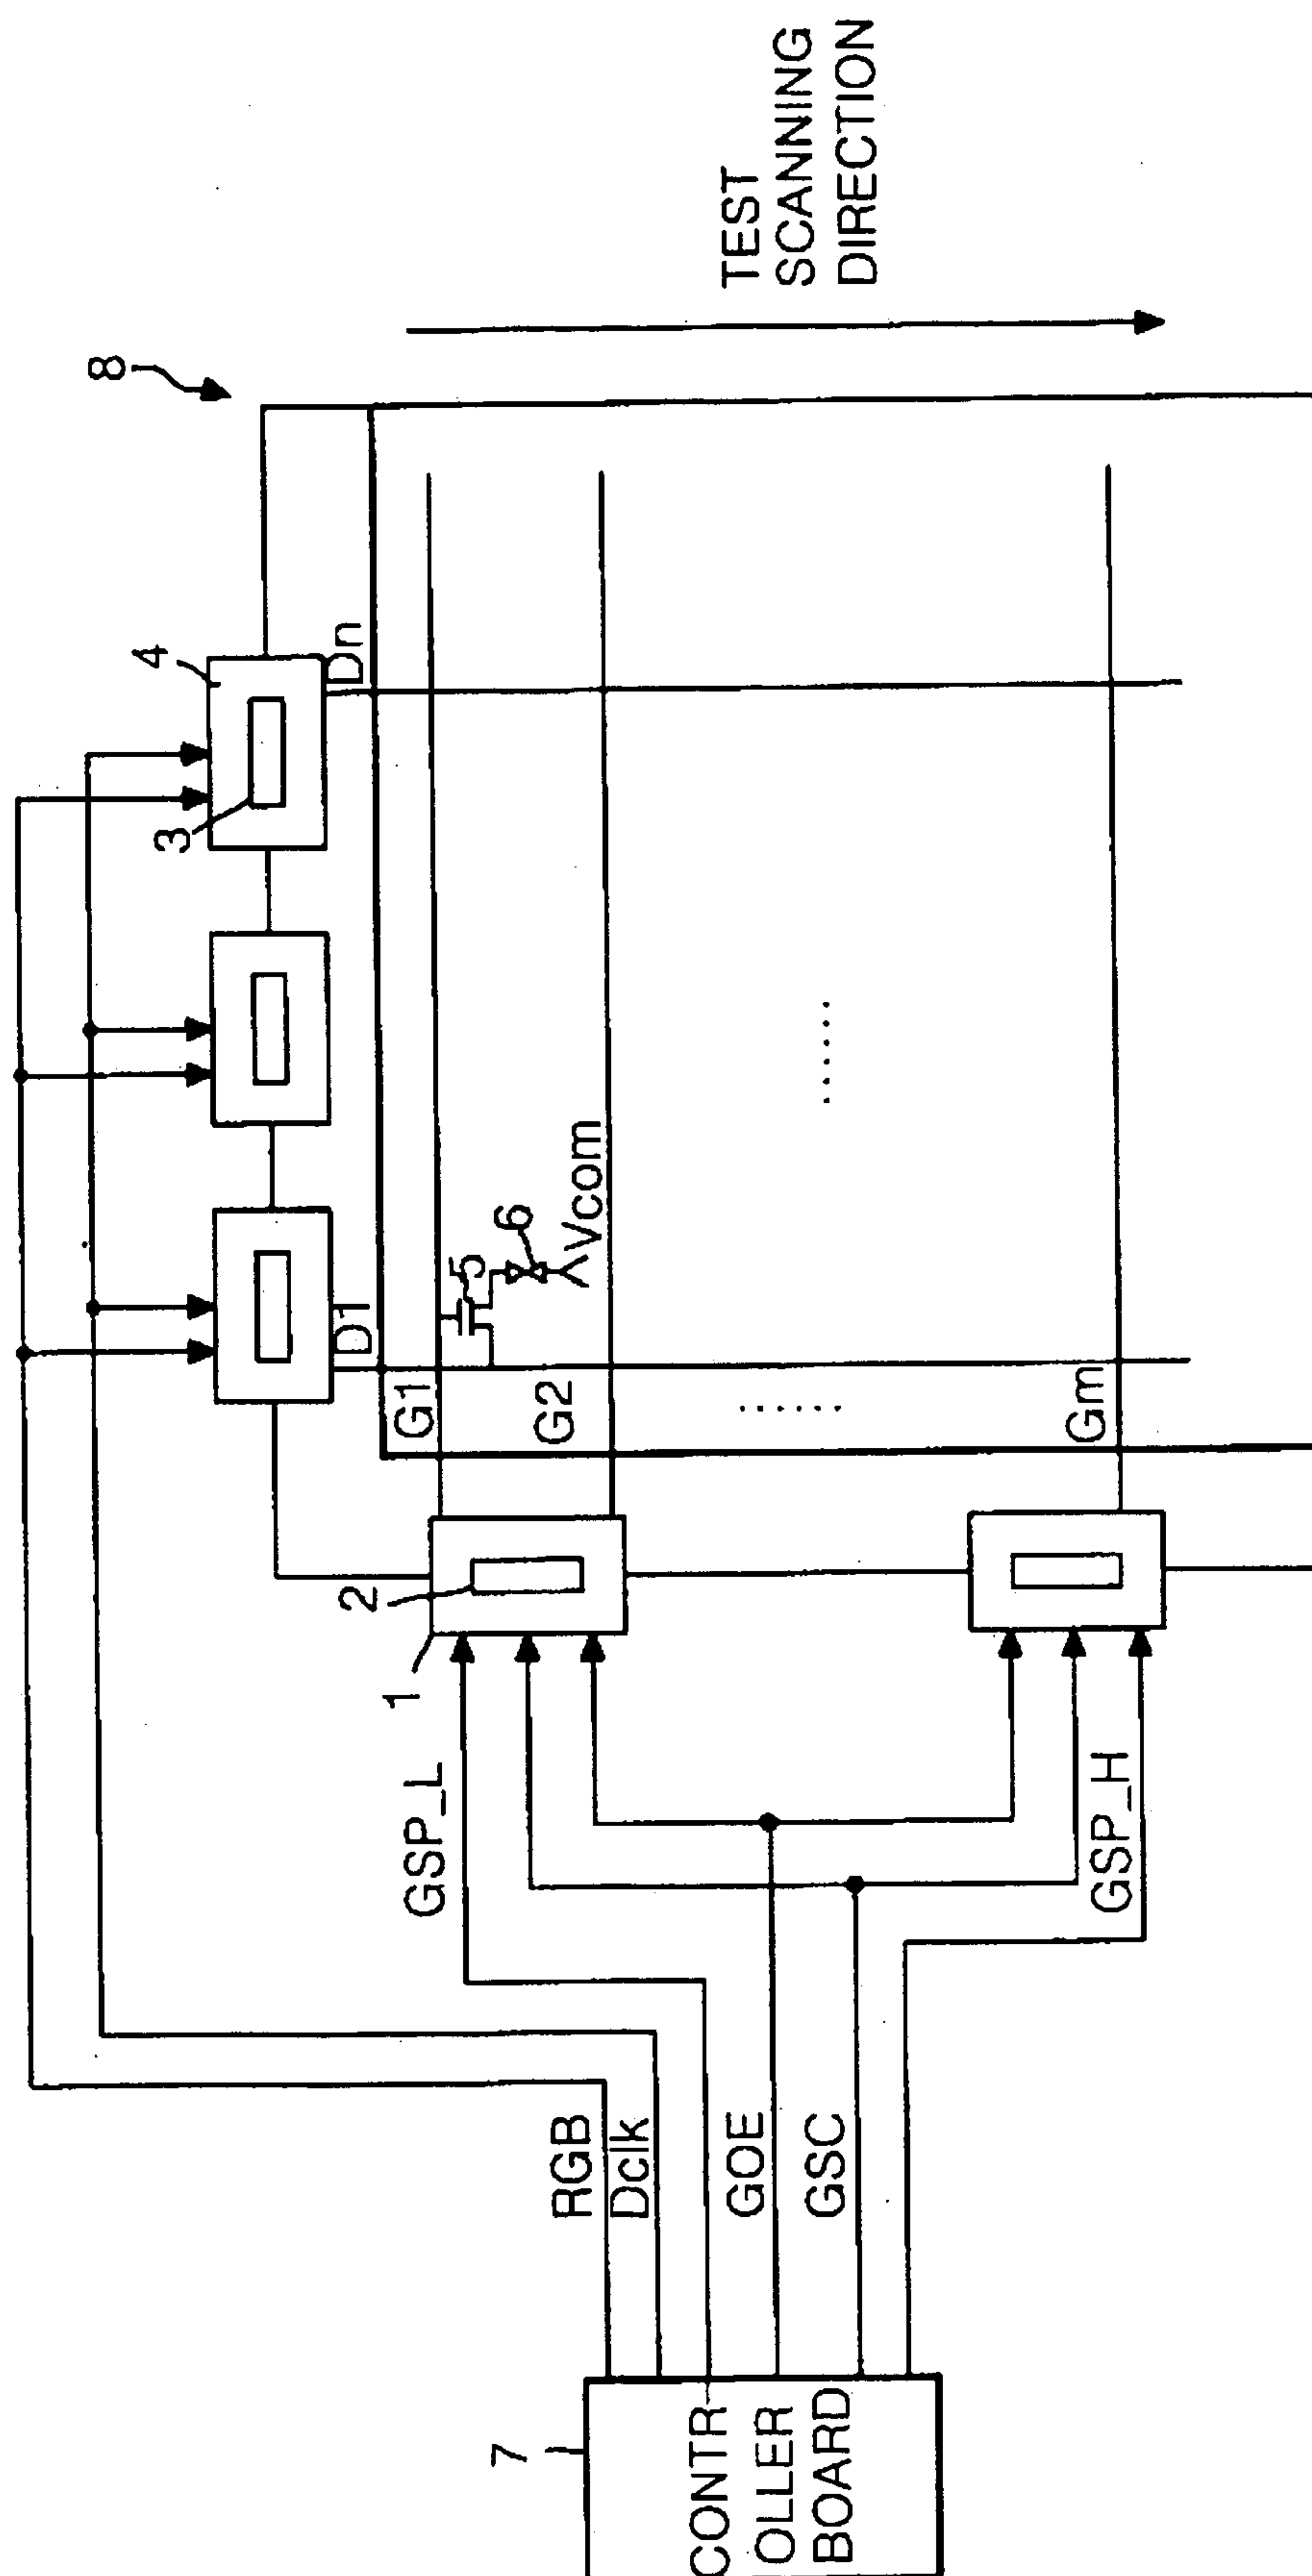 8
RGB
Dclk
GSP_L
GOE
GSC
GSP_H
7
CONTR
OLLER
BOARD
1
2
3
4
D1
Dn
G1
G2
Gm
5
6
Vcom
......
......
TEST
SCANNING
DIRECTION